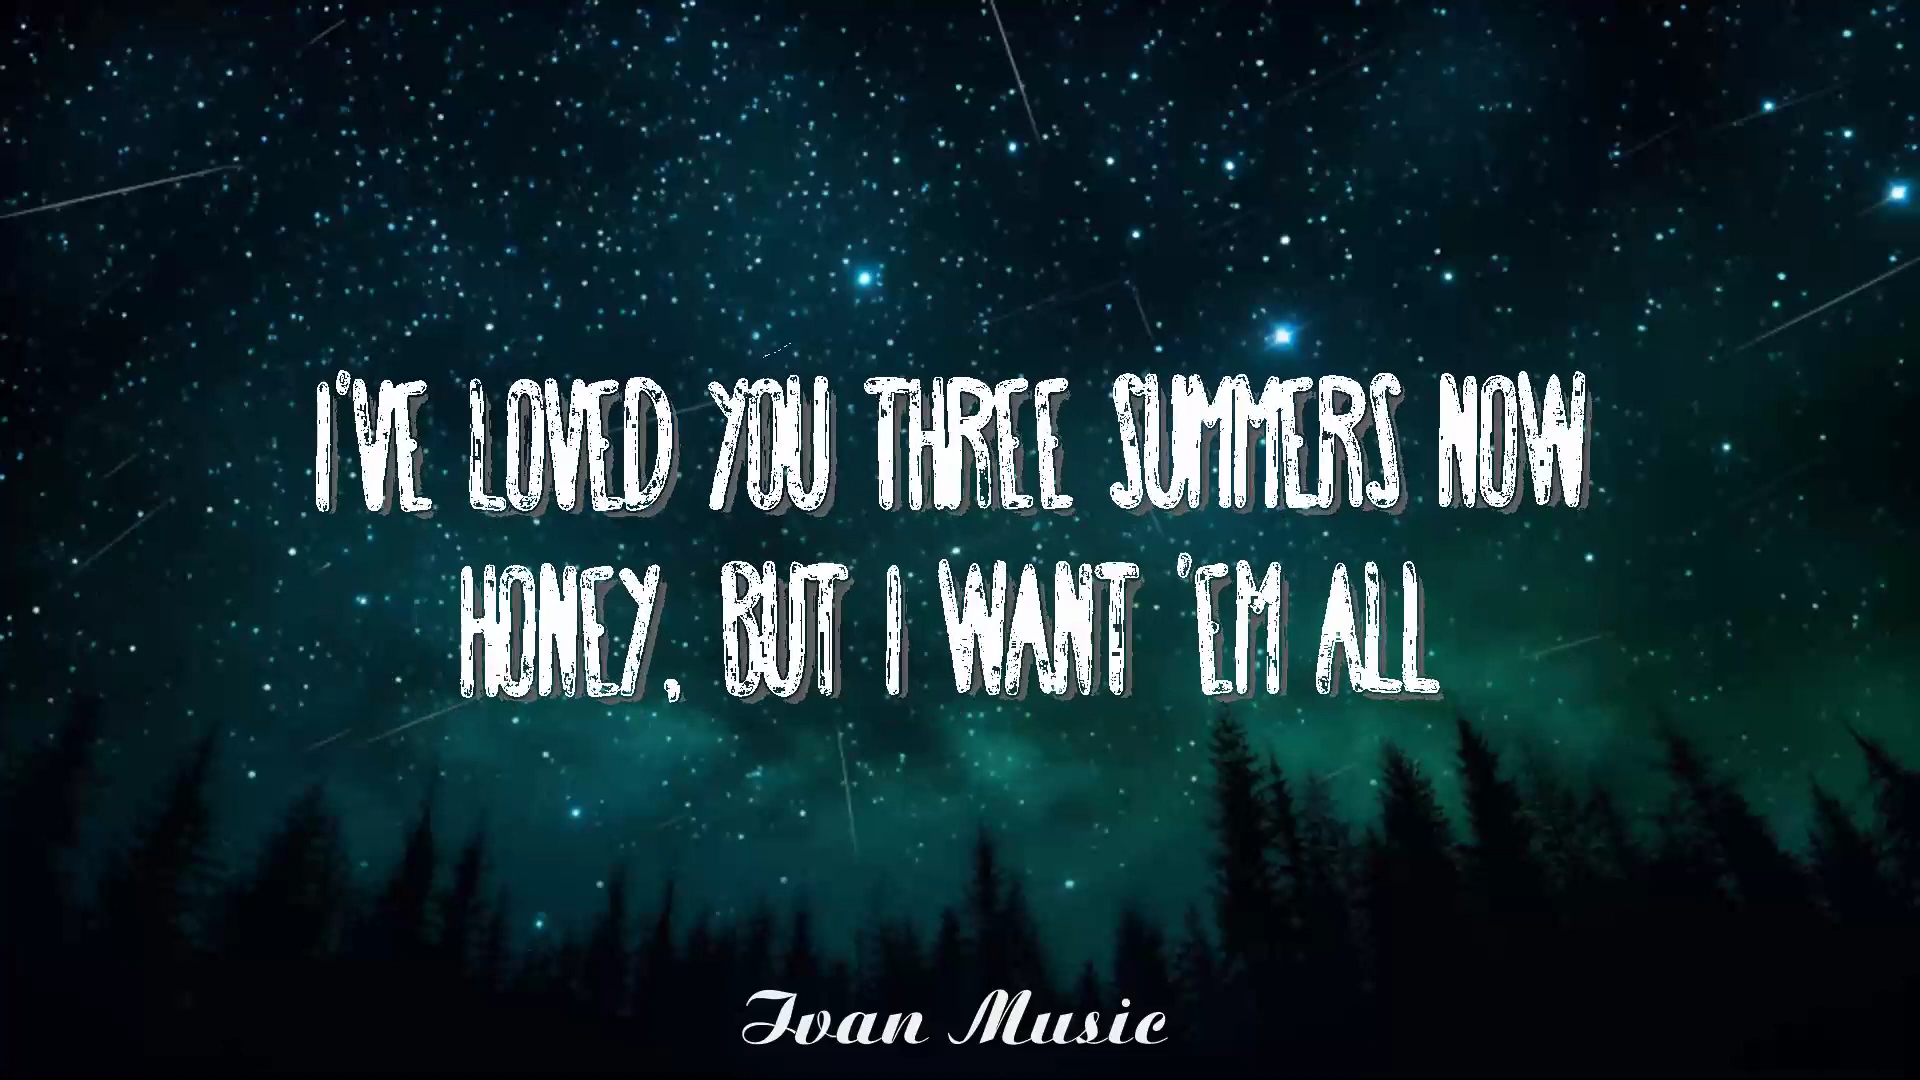 I'VE LOVED YOU THREE SUMMERS NOW
HONEY, BUT I WANT 'EM ALL
Ivan Music